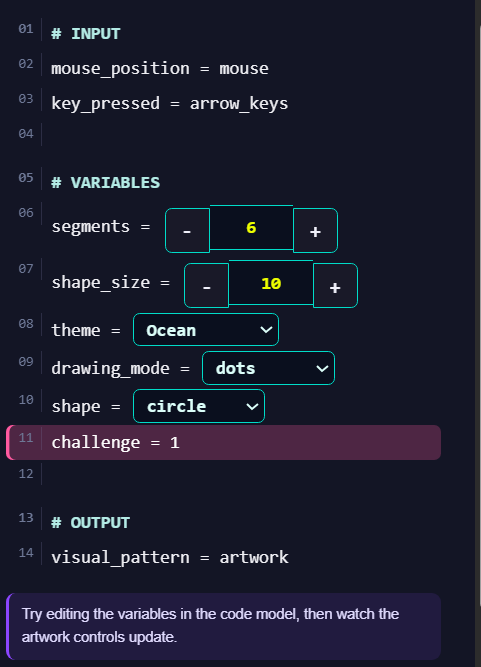 01 # INPUT
02 mouse_position = mouse
03 key_pressed = arrow_keys
04
05 # VARIABLES
06 segments = - 6 +
07 shape_size = - 10 +
08 theme = Ocean
09 drawing_mode = dots
10 shape = circle
11 challenge = 1
12
13 # OUTPUT
14 visual_pattern = artwork
Try editing the variables in the code model, then watch the
artwork controls update.